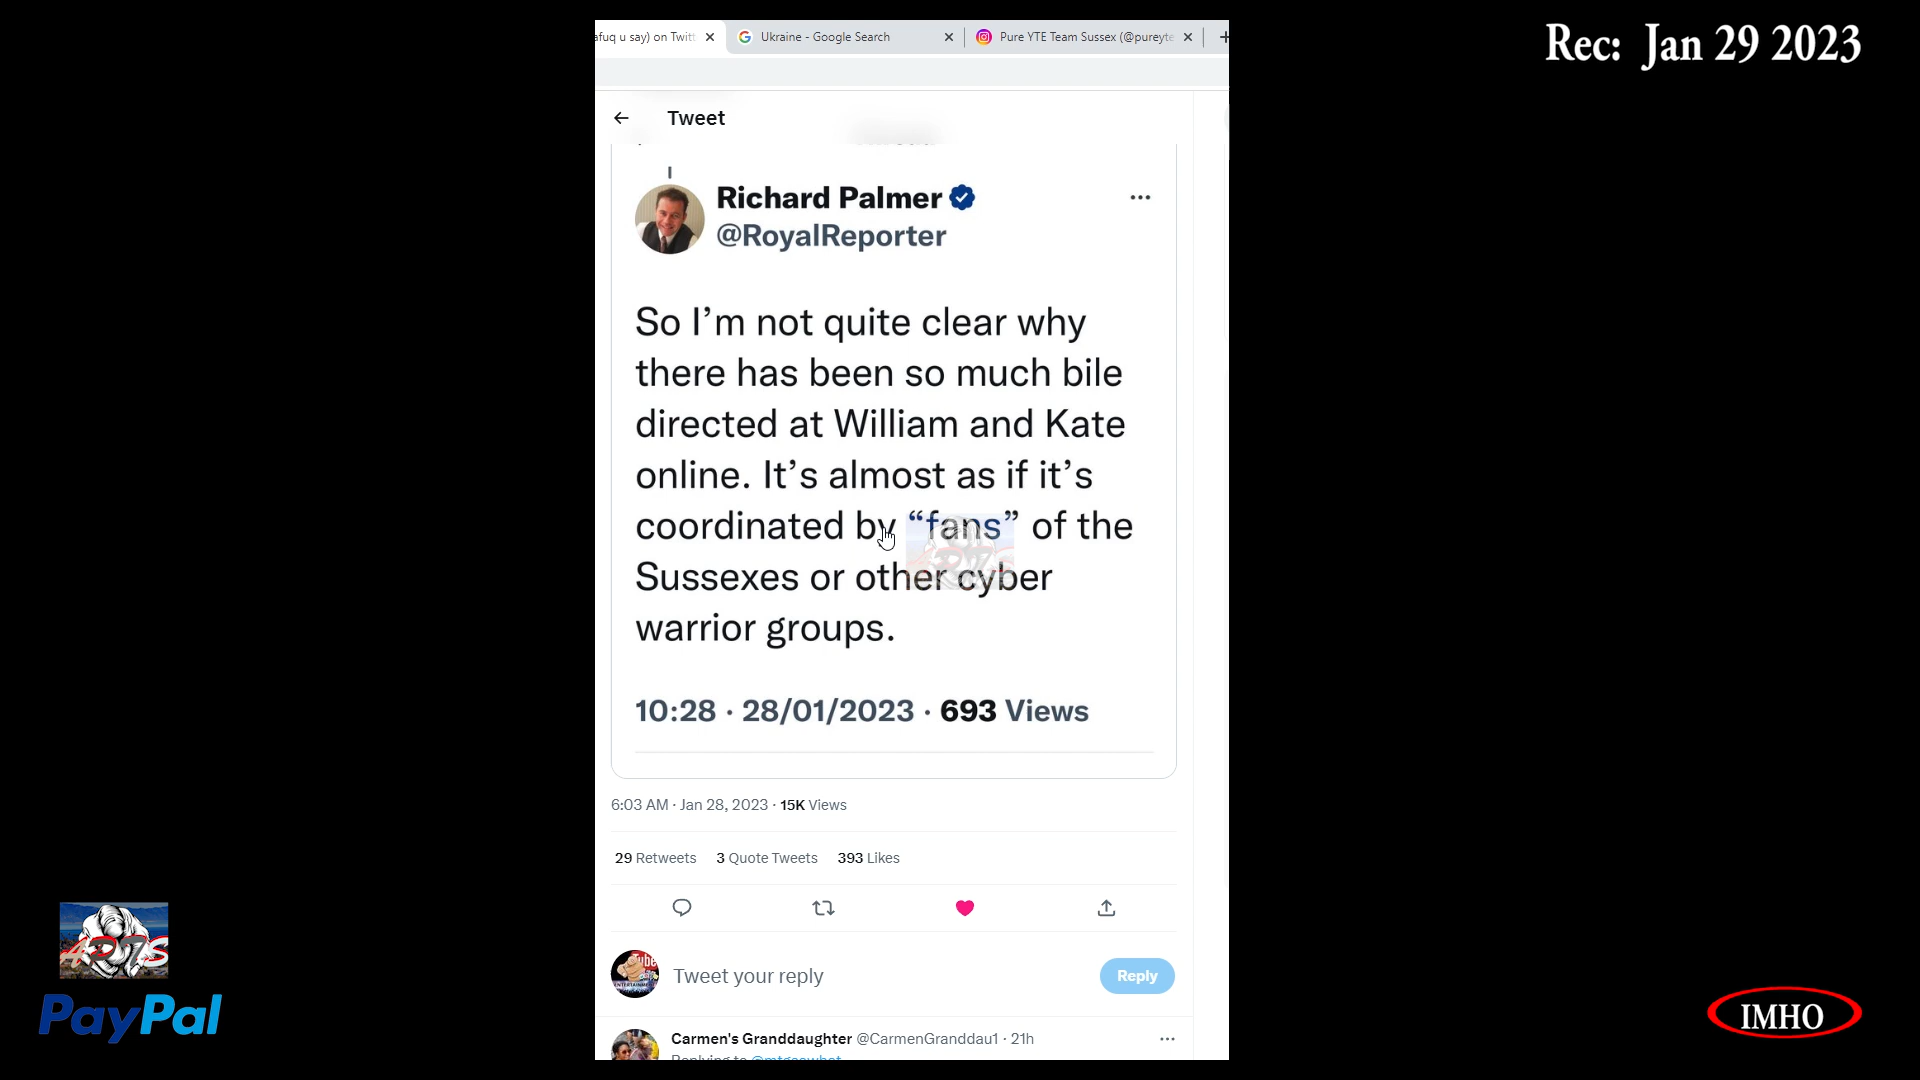 Rec: Jan 29 2023
afuq u say) on Twitt
Ukraine - Google Search
Pure YTE Team Sussex (@pureyte
Tweet
Richard Palmer
@RoyalReporter
So I’m not quite clear why
there has been so much bile
directed at William and Kate
online. It’s almost as if it’s
coordinated by “fans” of the
Sussexes or other cyber
warrior groups.
10:28 · 28/01/2023 · 693 Views
6:03 AM · Jan 28, 2023 · 15K Views
29 Retweets 3 Quote Tweets 393 Likes
Tweet your reply
Reply
Carmen's Granddaughter @CarmenGranddau1 · 21h
Replying to
PayPal
IMHO